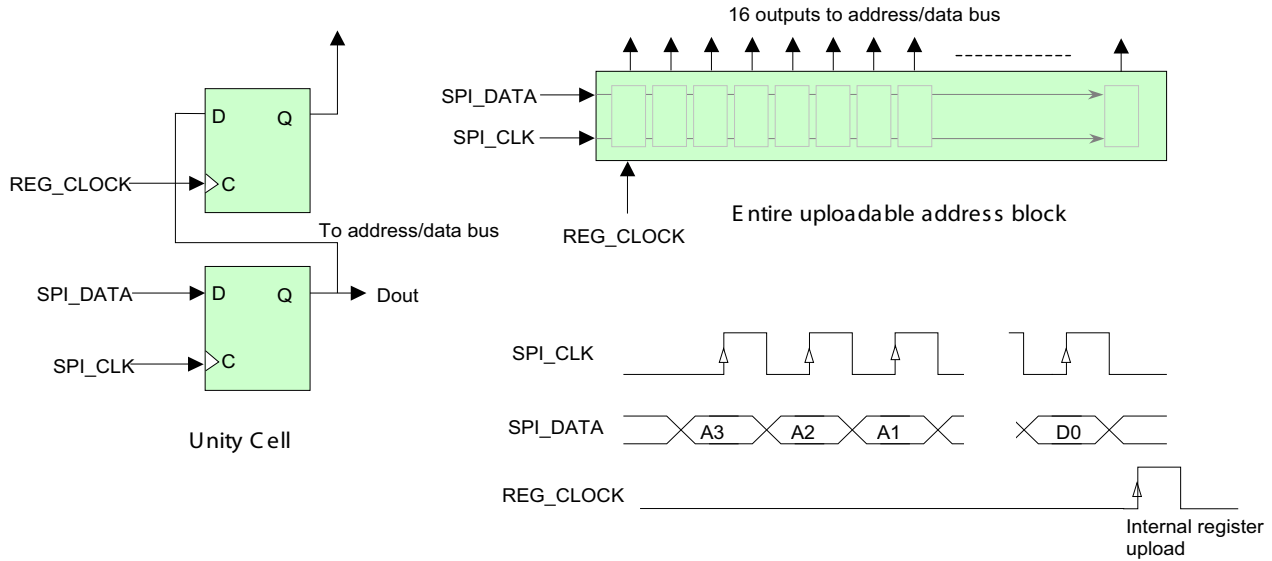 D Q
REG_CLOCK
C
To address/data bus
SPI_DATA
D Q
Dout
SPI_CLK
C
Unity Cell
16 outputs to address/data bus
SPI_DATA
SPI_CLK
REG_CLOCK
Entire uploadable address block
SPI_CLK
SPI_DATA
A3 A2 A1 D0
REG_CLOCK
Internal register
upload